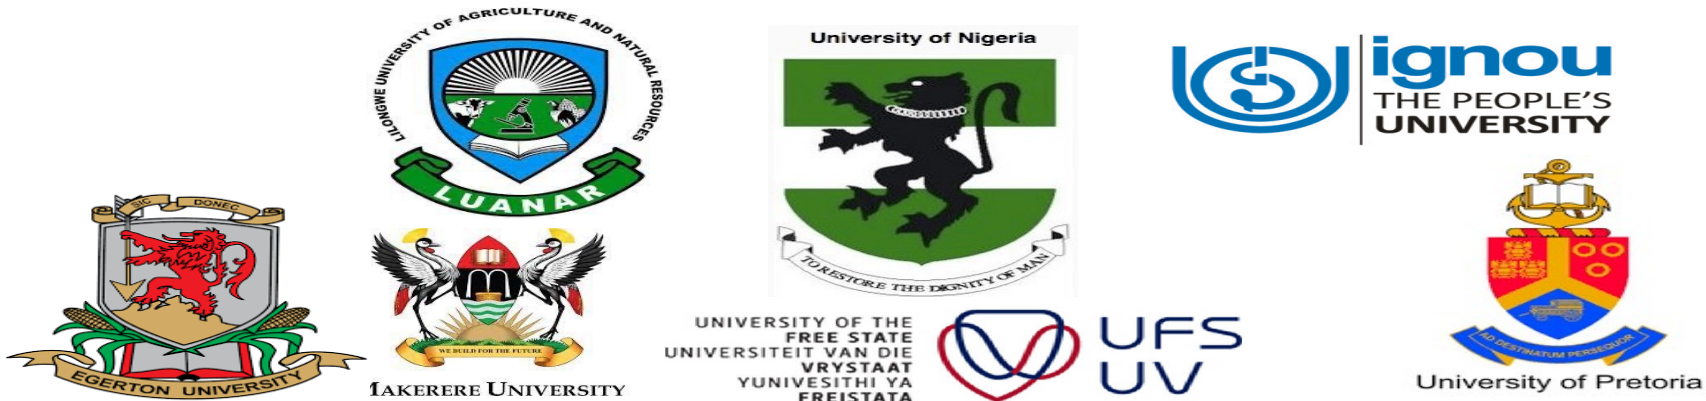 LILONGWE UNIVERSITY OF AGRICULTURE AND NATURAL RESOURCES
LUANAR
University of Nigeria
TO RESTORE THE DIGNITY OF MAN
ignou
THE PEOPLE'S
UNIVERSITY
SIC DONEC
EGERTON UNIVERSITY
WE BUILD FOR THE FUTURE
MAKERERE UNIVERSITY
UNIVERSITY OF THE
FREE STATE
UNIVERSITEIT VAN DIE
VRYSTAAT
YUNIVESITHI YA
FREISTATA
UFS
UV
AD DESTINATUM PERSEQUOR
University of Pretoria